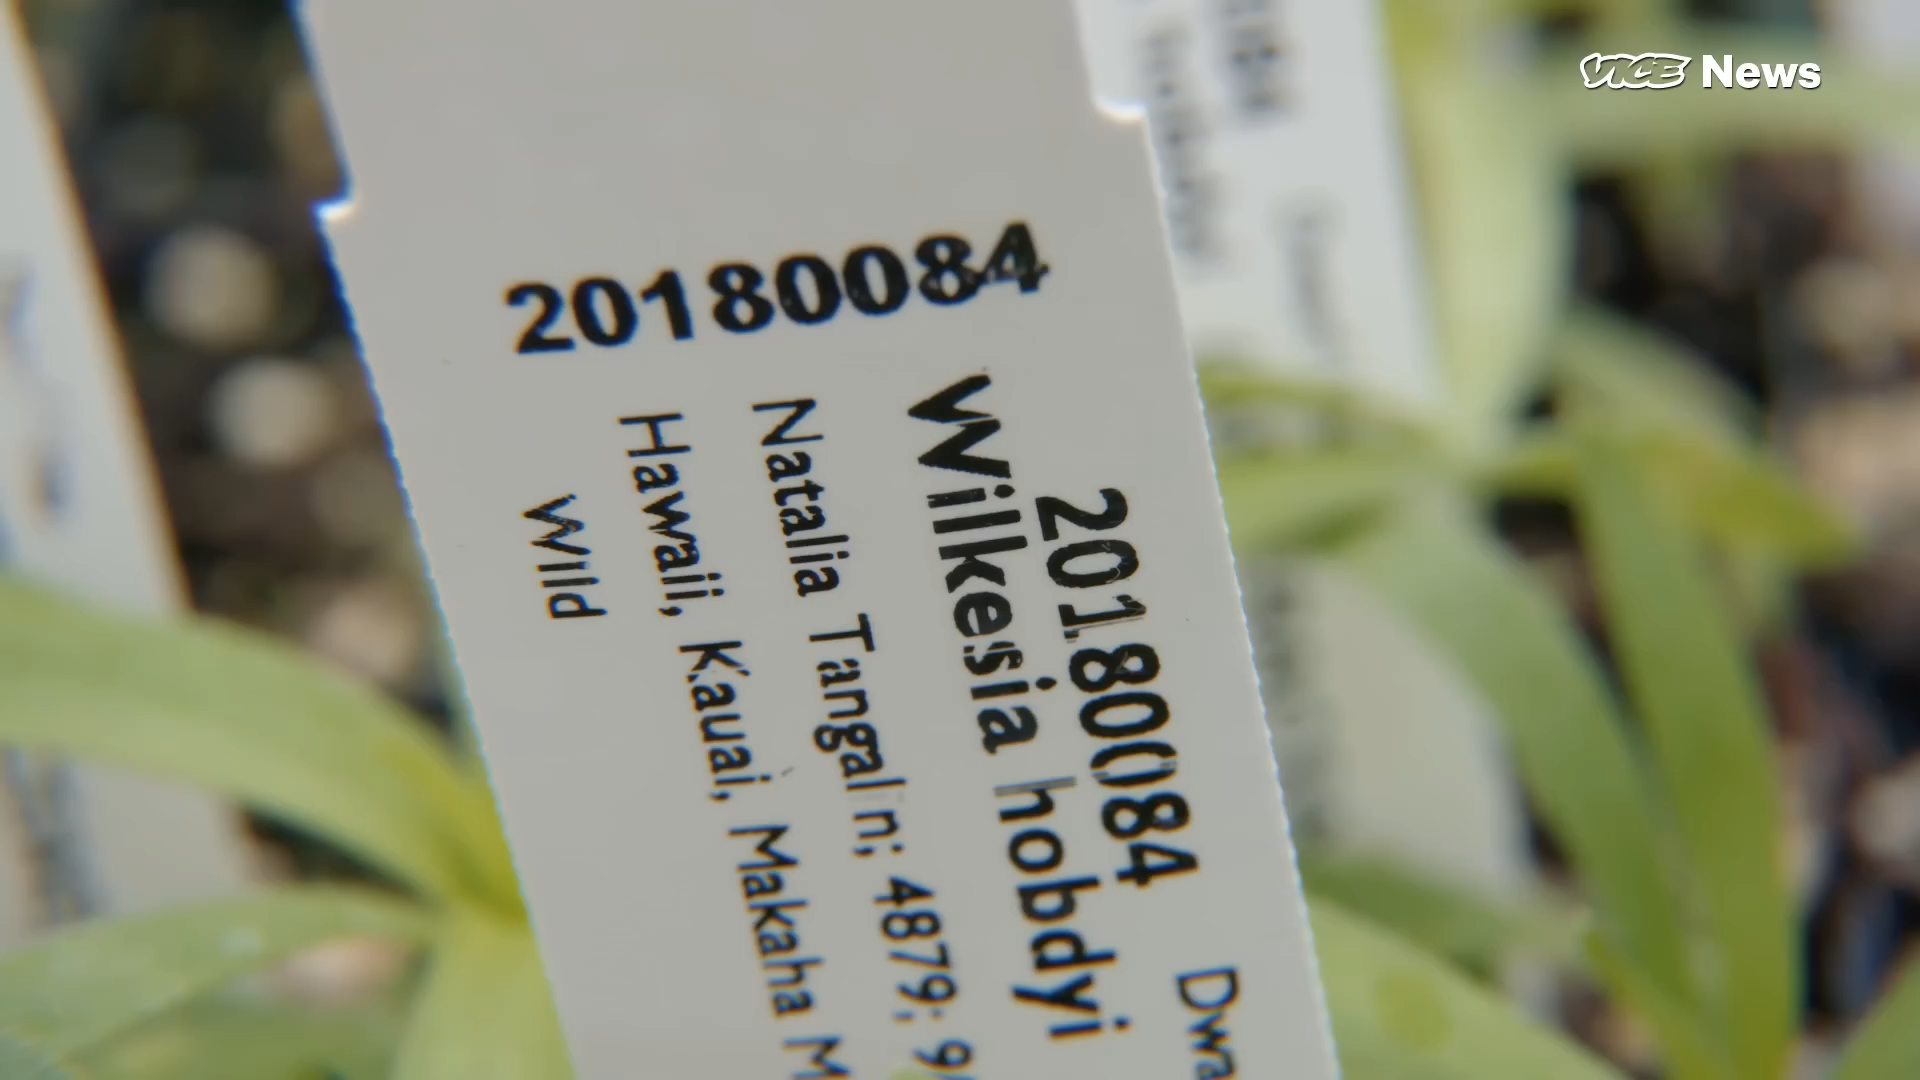 VICE News
20180084
20180084
Wilkesia hobdyi
Natalia Tangalin; 4879;
Hawaii, Kauai, Makaha
Wild